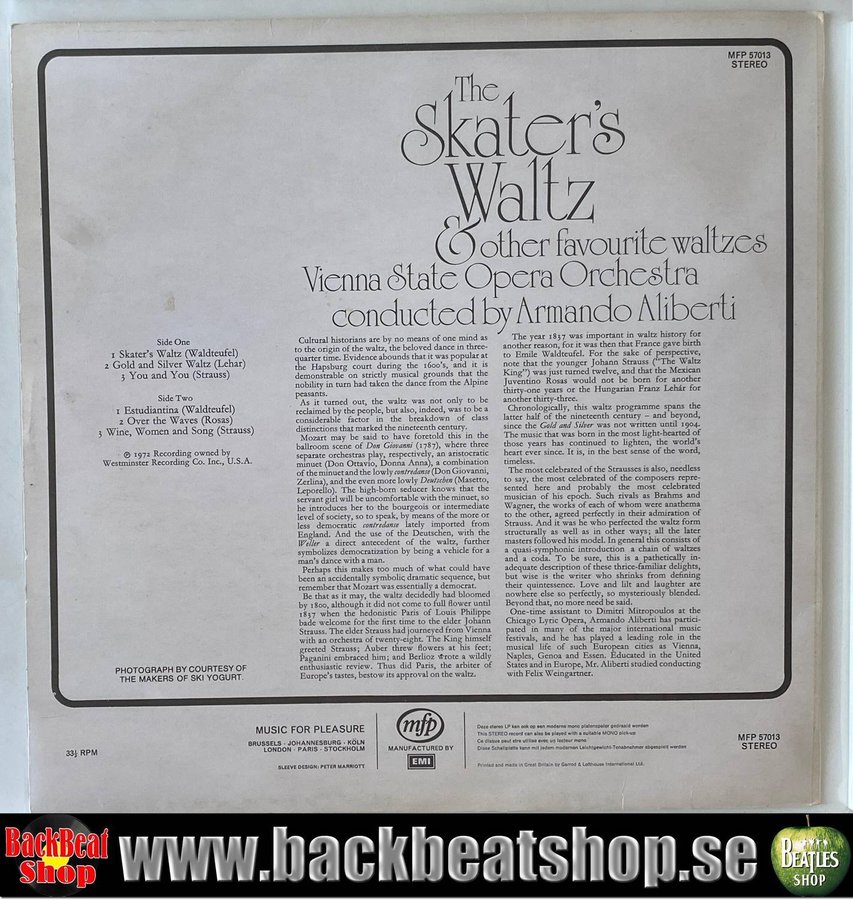 MFP 57013
STEREO
The
Skater's
Waltz
& other favourite waltzes
Vienna State Opera Orchestra
conducted by Armando Aliberti
Side One
1 Skater's Waltz (Waldteufel)
2 Gold and Silver Waltz (Lehar)
3 You and You (Strauss)
Side Two
1 Estudiantina (Waldteufel)
2 Over the Waves (Rosas)
3 Wine, Women and Song (Strauss)
℗ 1972 Recording owned by
Westminster Recording Co. Inc., U.S.A.
PHOTOGRAPH BY COURTESY OF
THE MAKERS OF SKI YOGURT.
Cultural historians are by no means of one mind as
to the origin of the waltz, the beloved dance in three-
quarter time. Evidence abounds that it was popular at
the Hapsburg court during the 1600's, and it is
demonstrable on strictly musical grounds that the
nobility in turn had taken the dance from the Alpine
peasants.
As it turned out, the waltz was not only to be
reclaimed by the people, but also, indeed, was to be a
considerable factor in the breakdown of class
distinctions that marked the nineteenth century.
Mozart may be said to have foretold this in the
ballroom scene of Don Giovanni (1787), where three
separate orchestras play, respectively, an aristocratic
minuet (Don Ottavio, Donna Anna), a combination
of the minuet and the lowly contredanse (Don Giovanni,
Zerlina), and the even more lowly Deutschen (Masetto,
Leporello). The high-born seducer knows that the
servant girl will be uncomfortable with the minuet, so
he introduces her to the bourgeois or intermediate
level of society, so to speak, by means of the more or
less democratic contredanse lately imported from
England. And the use of the Deutschen, with the
Weller a direct antecedent of the waltz, further
symbolizes democratization by being a vehicle for a
man's dance with a man.
Perhaps this makes too much of what could have
been an accidentally symbolic dramatic sequence, but
remember that Mozart was essentially a democrat.
Be that as it may, the waltz decidedly had bloomed
by 1800, although it did not come to full flower until
1837 when the hedonistic Paris of Louis Philippe
bade welcome for the first time to the elder Johann
Strauss. The elder Strauss had journeyed from Vienna
with an orchestra of twenty-eight. The King himself
greeted Strauss; Auber threw flowers at his feet;
Paganini embraced him; and Berlioz wrote a wildly
enthusiastic review. Thus did Paris, the arbiter of
Europe's tastes, bestow its approval on the waltz.
The year 1837 was important in waltz history for
another reason, for it was then that France gave birth
to Emile Waldteufel. For the sake of perspective,
note that the younger Johann Strauss ("The Waltz
King") was just turned twelve, and that the Mexican
Juventino Rosas would not be born for another
thirty-one years or the Hungarian Franz Lehár for
another thirty-three.
Chronologically, this waltz programme spans the
latter half of the nineteenth century – and beyond,
since the Gold and Silver was not written until 1904.
The music that was born in the most light-hearted of
those years has continued to lighten, the world's
heart ever since. It is, in the best sense of the word,
timeless.
The most celebrated of the Strausses is also, needless
to say, the most celebrated of the composers repre-
sented here and probably the most celebrated
musician of his epoch. Such rivals as Brahms and
Wagner, the works of each of whom were anathema
to the other, agreed perfectly in their admiration of
Strauss. And it was he who perfected the waltz form
structurally as well as in other ways; all the later
masters followed his model. In general this consists of
a quasi-symphonic introduction a chain of waltzes
and a coda. To be sure, this is a pathetically in-
adequate description of these thrice-familiar delights,
but wise is the writer who shrinks from defining
their quintessence. Love and lilt and laughter are
nowhere else so perfectly, so mysteriously blended.
Beyond that, no more need be said.
One-time assistant to Dimitri Mitropoulos at the
Chicago Lyric Opera, Armando Aliberti has partici-
pated in many of the major international music
festivals, and he has played a leading role in the
musical life of such European cities as Vienna,
Naples, Genoa and Essen. Educated in the United
States and in Europe, Mr. Aliberti studied conducting
with Felix Weingartner.
33⅓ RPM
MUSIC FOR PLEASURE
BRUSSELS · JOHANNESBURG · KÖLN
LONDON · PARIS · STOCKHOLM
SLEEVE DESIGN: PETER MARRIOTT
mfp
MANUFACTURED BY
EMI
Deze stereo LP kan ook op een moderne mono platenspeler gedraaid worden
This STEREO record can also be played with a suitable MONO pick-up
Ce disque peut etre utilise avec un lecteur mono
Diese Schallplatte kann mit jedem modernen Leichtgewicht-Tonabnehmer abgespielt werden
Printed and made in Great Britain by Garrod & Lofthouse International Ltd.
MFP 57013
STEREO
BackBeat
Shop
www.backbeatshop.se
BEATLES
SHOP